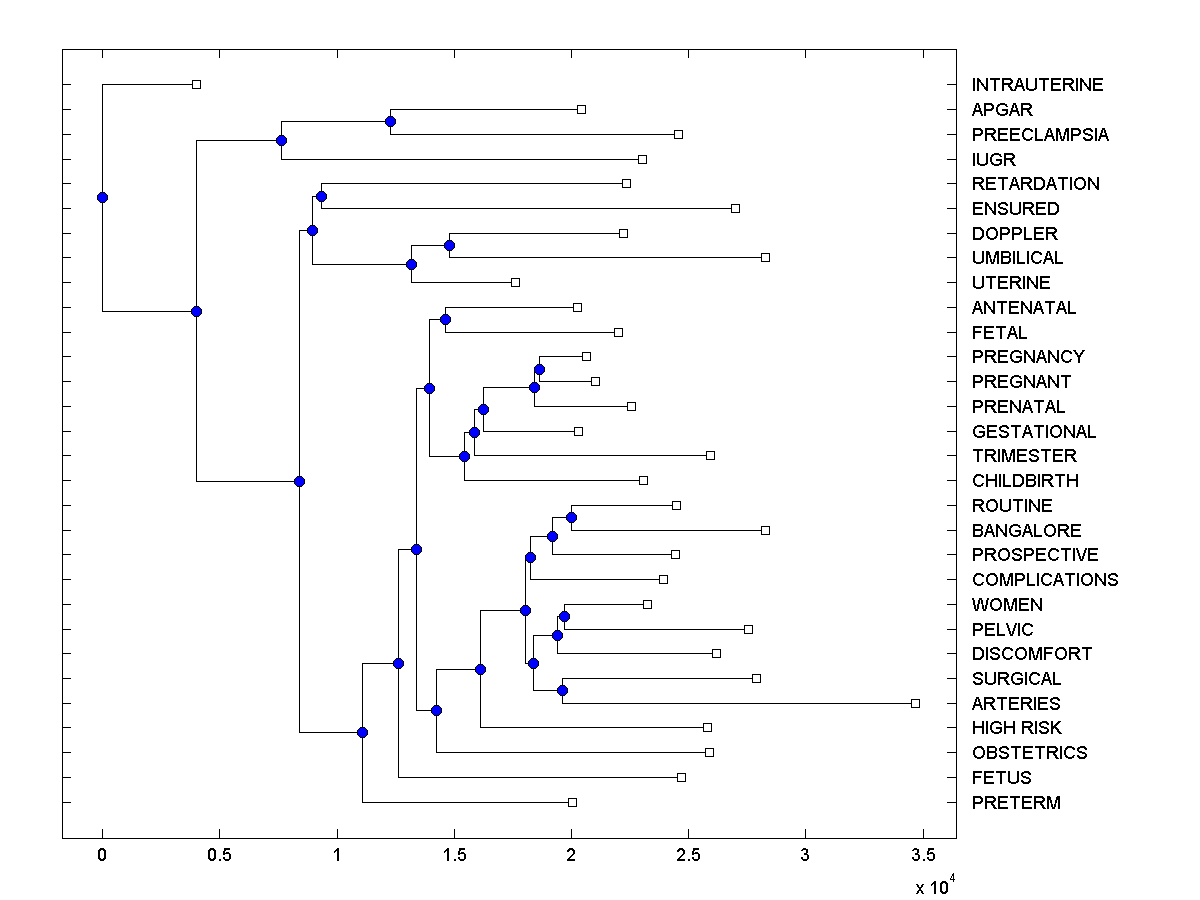 INTRAUTERINE
APGAR
PREECLAMPSIA
IUGR
RETARDATION
ENSURED
DOPPLER
UMBILICAL
UTERINE
ANTENATAL
FETAL
PREGNANCY
PREGNANT
PRENATAL
GESTATIONAL
TRIMESTER
CHILDBIRTH
ROUTINE
BANGALORE
PROSPECTIVE
COMPLICATIONS
WOMEN
PELVIC
DISCOMFORT
SURGICAL
ARTERIES
HIGH RISK
OBSTETRICS
FETUS
PRETERM
0 0.5 1 1.5 2 2.5 3 3.5
x 10^4